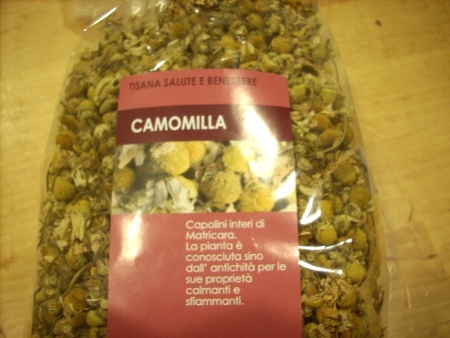 TISANA SALUTE E BENESSERE
CAMOMILLA
Capolini interi di
Matricara.
La pianta è
conosciuta sino
dall' antichità per le
sue proprietà
calmanti e
sfiammanti.